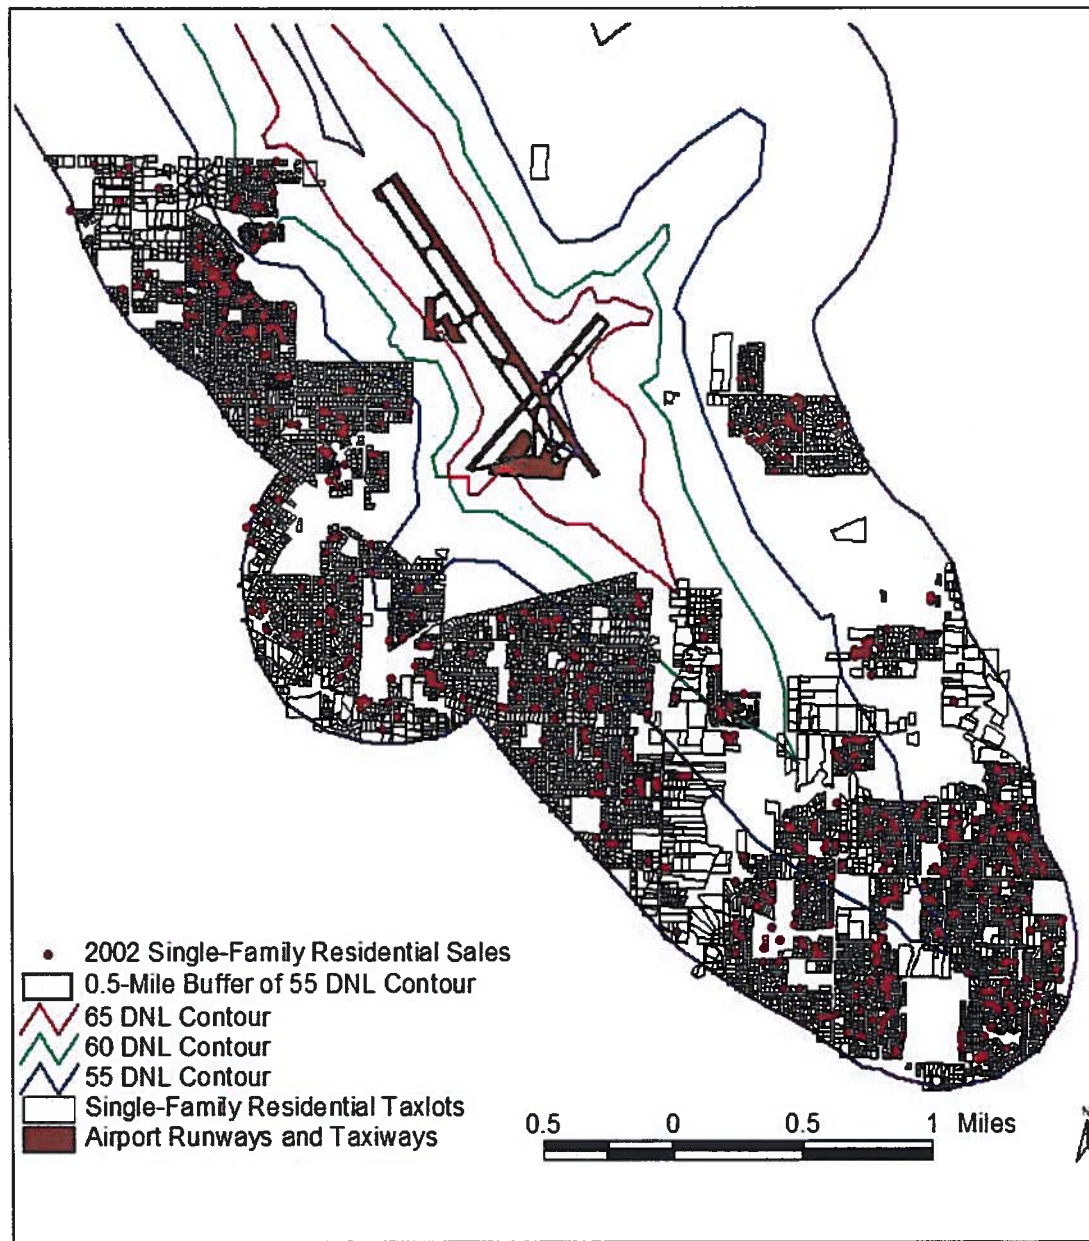 2002 Single-Family Residential Sales
0.5-Mile Buffer of 55 DNL Contour
65 DNL Contour
60 DNL Contour
55 DNL Contour
Single-Family Residential Taxlots
Airport Runways and Taxiways
0.5 0 0.5 1 Miles
N